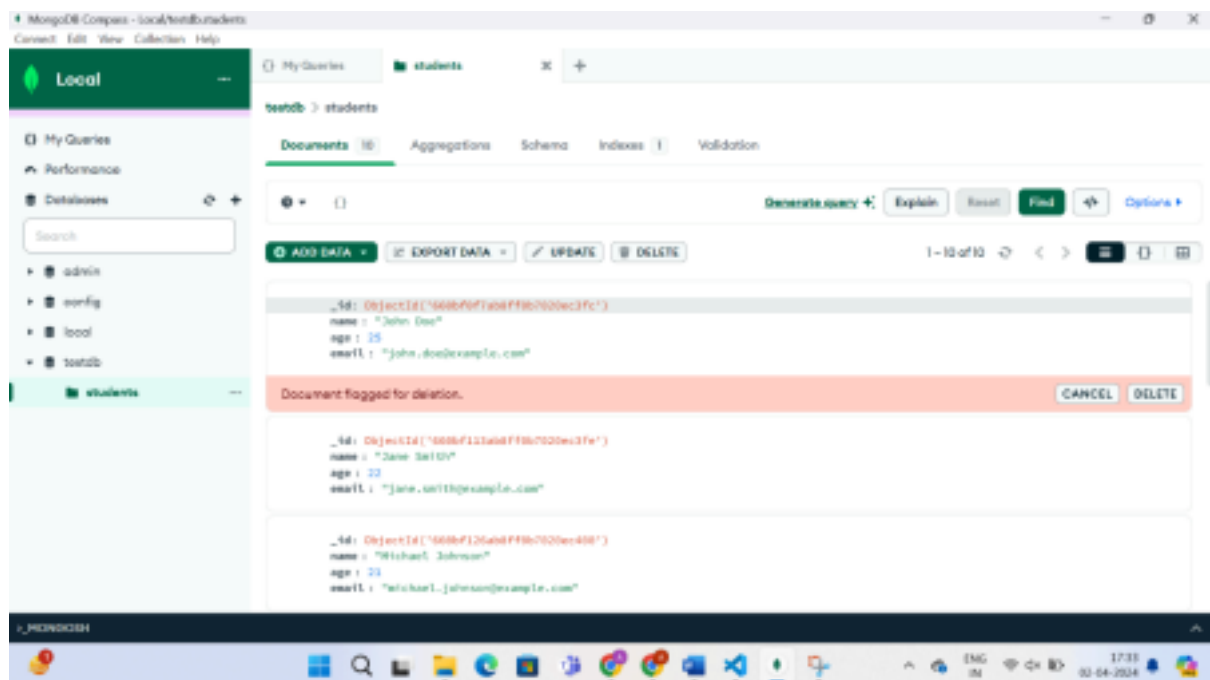 MongoDB Compass - Local/testdb.students
Connect Edit View Collection Help
Local
My Queries
students
testdb > students
My Queries
Performance
Databases
Search
admin
config
local
testdb
students
Documents 10 Aggregations Schema Indexes 1 Validation
Generate query Explain Reset Find Options
ADD DATA EXPORT DATA UPDATE DELETE
1-10 of 10
_id: ObjectId('
name : "John Doe"
age : 25
email : "john.doe@example.com"
Document flagged for deletion.
CANCEL DELETE
_id: ObjectId('
name : "Jane Smith"
age : 22
email : "jane.smith@example.com"
_id: ObjectId('
name : "Michael Johnson"
age : 21
email : "michael.johnson@example.com"
>_MONGOSH
ENG
IN
17:33
02-04-2024